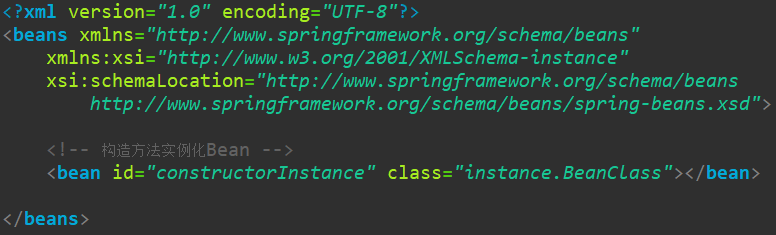 <?xml version="1.0" encoding="UTF-8"?>
<beans xmlns="http://www.springframework.org/schema/beans"
    xmlns:xsi="http://www.w3.org/2001/XMLSchema-instance"
    xsi:schemaLocation="http://www.springframework.org/schema/beans
        http://www.springframework.org/schema/beans/spring-beans.xsd">
    <!-- 构造方法实例化Bean -->
    <bean id="constructorInstance" class="instance.BeanClass"></bean>
</beans>